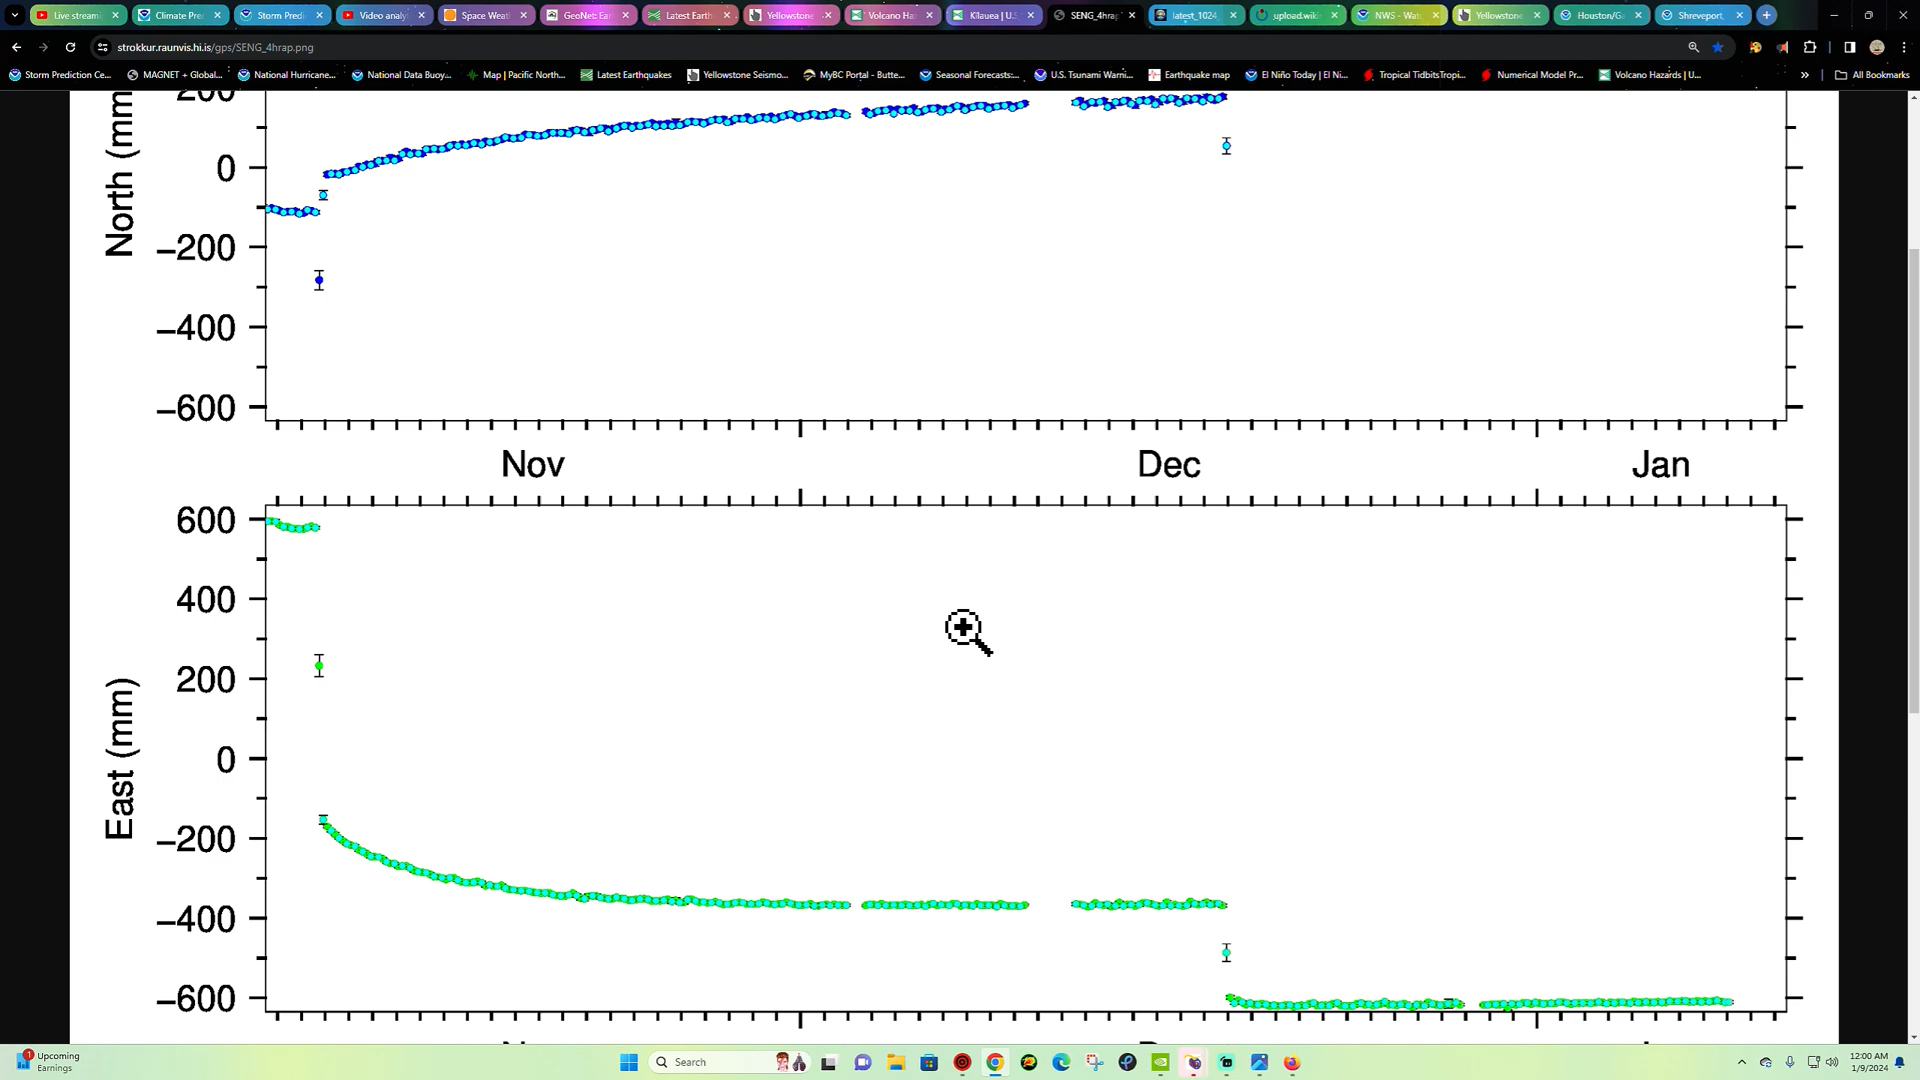 Live streami
Climate Pre
Storm Predi
Video analy
Space Weat
GeoNet: Ear
Latest Earth
Yellowstone
Volcano Ha
Kīlauea | U.S
SENG_4hrap
latest_1024
upload.wiki
NWS - Wat
Yellowstone
Houston/Ga
Shreveport,
strokkur.raunvis.hi.is/gps/SENG_4hrap.png
Storm Prediction Ce...
MAGNET + Global...
National Hurricane...
National Data Buoy...
Map | Pacific North...
Latest Earthquakes
Yellowstone Seismo...
MyBC Portal - Butte...
Seasonal Forecasts:...
U.S. Tsunami Warni...
Earthquake map
El Niño Today | El Ni...
Tropical TidbitsTropi...
Numerical Model Pr...
Volcano Hazards | U...
»
All Bookmarks
200
0
−200
−400
−600
North (mm
Nov
Dec
Jan
600
400
200
0
−200
−400
−600
East (mm)
Upcoming
Earnings
1
Search
12:00 AM
1/9/2024